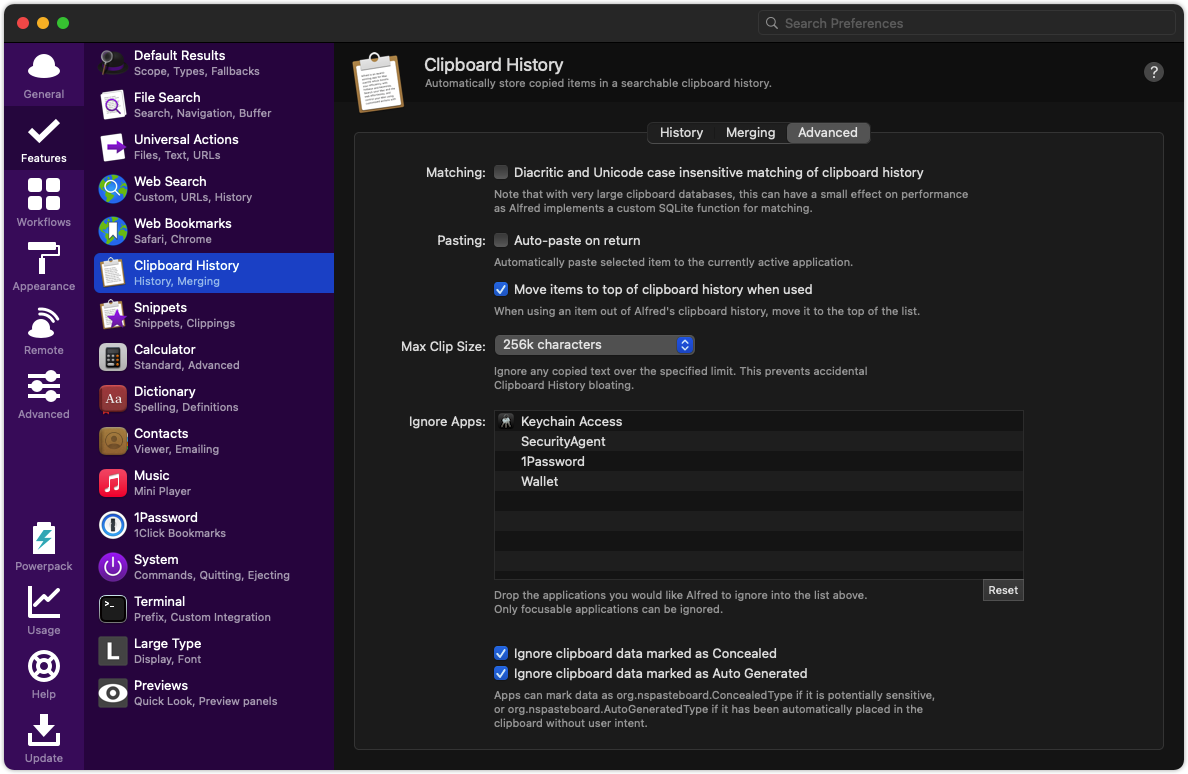 Search Preferences
General
Features
Workflows
Appearance
Remote
Advanced
Powerpack
Usage
Help
Update
Default Results
Scope, Types, Fallbacks
File Search
Search, Navigation, Buffer
Universal Actions
Files, Text, URLs
Web Search
Custom, URLs, History
Web Bookmarks
Safari, Chrome
Clipboard History
History, Merging
Snippets
Snippets, Clippings
Calculator
Standard, Advanced
Aa
Dictionary
Spelling, Definitions
Contacts
Viewer, Emailing
Music
Mini Player
1Password
1Click Bookmarks
System
Commands, Quitting, Ejecting
>_
Terminal
Prefix, Custom Integration
L
Large Type
Display, Font
Previews
Quick Look, Preview panels
Clipboard History
Automatically store copied items in a searchable clipboard history.
?
History Merging Advanced
Matching: Diacritic and Unicode case insensitive matching of clipboard history
Note that with very large clipboard databases, this can have a small effect on performance
as Alfred implements a custom SQLite function for matching.
Pasting: Auto-paste on return
Automatically paste selected item to the currently active application.
Move items to top of clipboard history when used
When using an item out of Alfred's clipboard history, move it to the top of the list.
Max Clip Size: 256k characters
Ignore any copied text over the specified limit. This prevents accidental
Clipboard History bloating.
Ignore Apps: Keychain Access
SecurityAgent
1Password
Wallet
Drop the applications you would like Alfred to ignore into the list above.
Only focusable applications can be ignored.
Reset
Ignore clipboard data marked as Concealed
Ignore clipboard data marked as Auto Generated
Apps can mark data as org.nspasteboard.ConcealedType if it is potentially sensitive,
or org.nspasteboard.AutoGeneratedType if it has been automatically placed in the
clipboard without user intent.